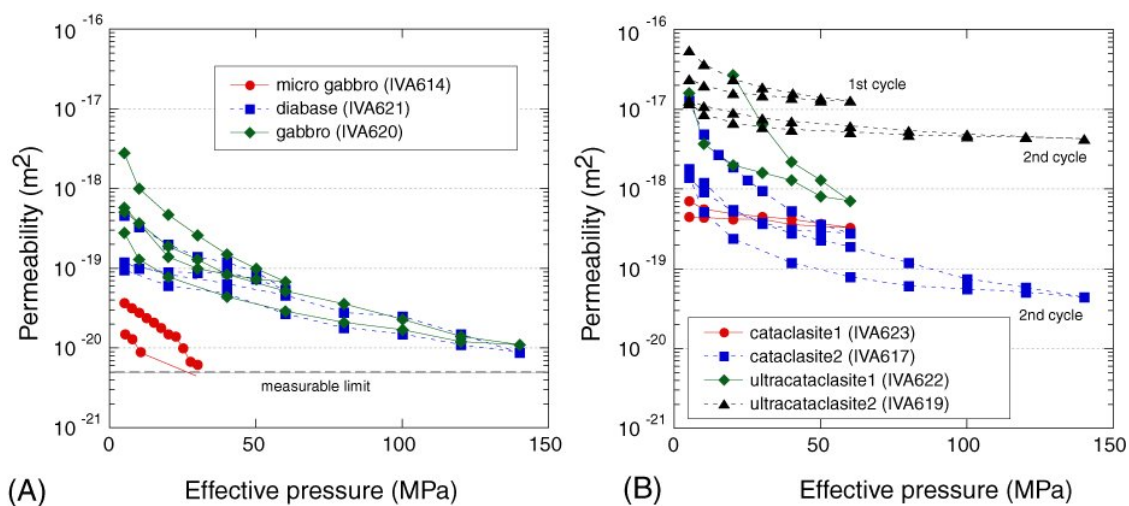 10^-16
10^-17
10^-18
10^-19
10^-20
10^-21
Permeability (m^2)
micro gabbro (IVA614)
diabase (IVA621)
gabbro (IVA620)
measurable limit
0 50 100 150
(A) Effective pressure (MPa)
10^-16
10^-17
10^-18
10^-19
10^-20
10^-21
Permeability (m^2)
1st cycle
2nd cycle
2nd cycle
cataclasite1 (IVA623)
cataclasite2 (IVA617)
ultracataclasite1 (IVA622)
ultracataclasite2 (IVA619)
0 50 100 150
(B) Effective pressure (MPa)